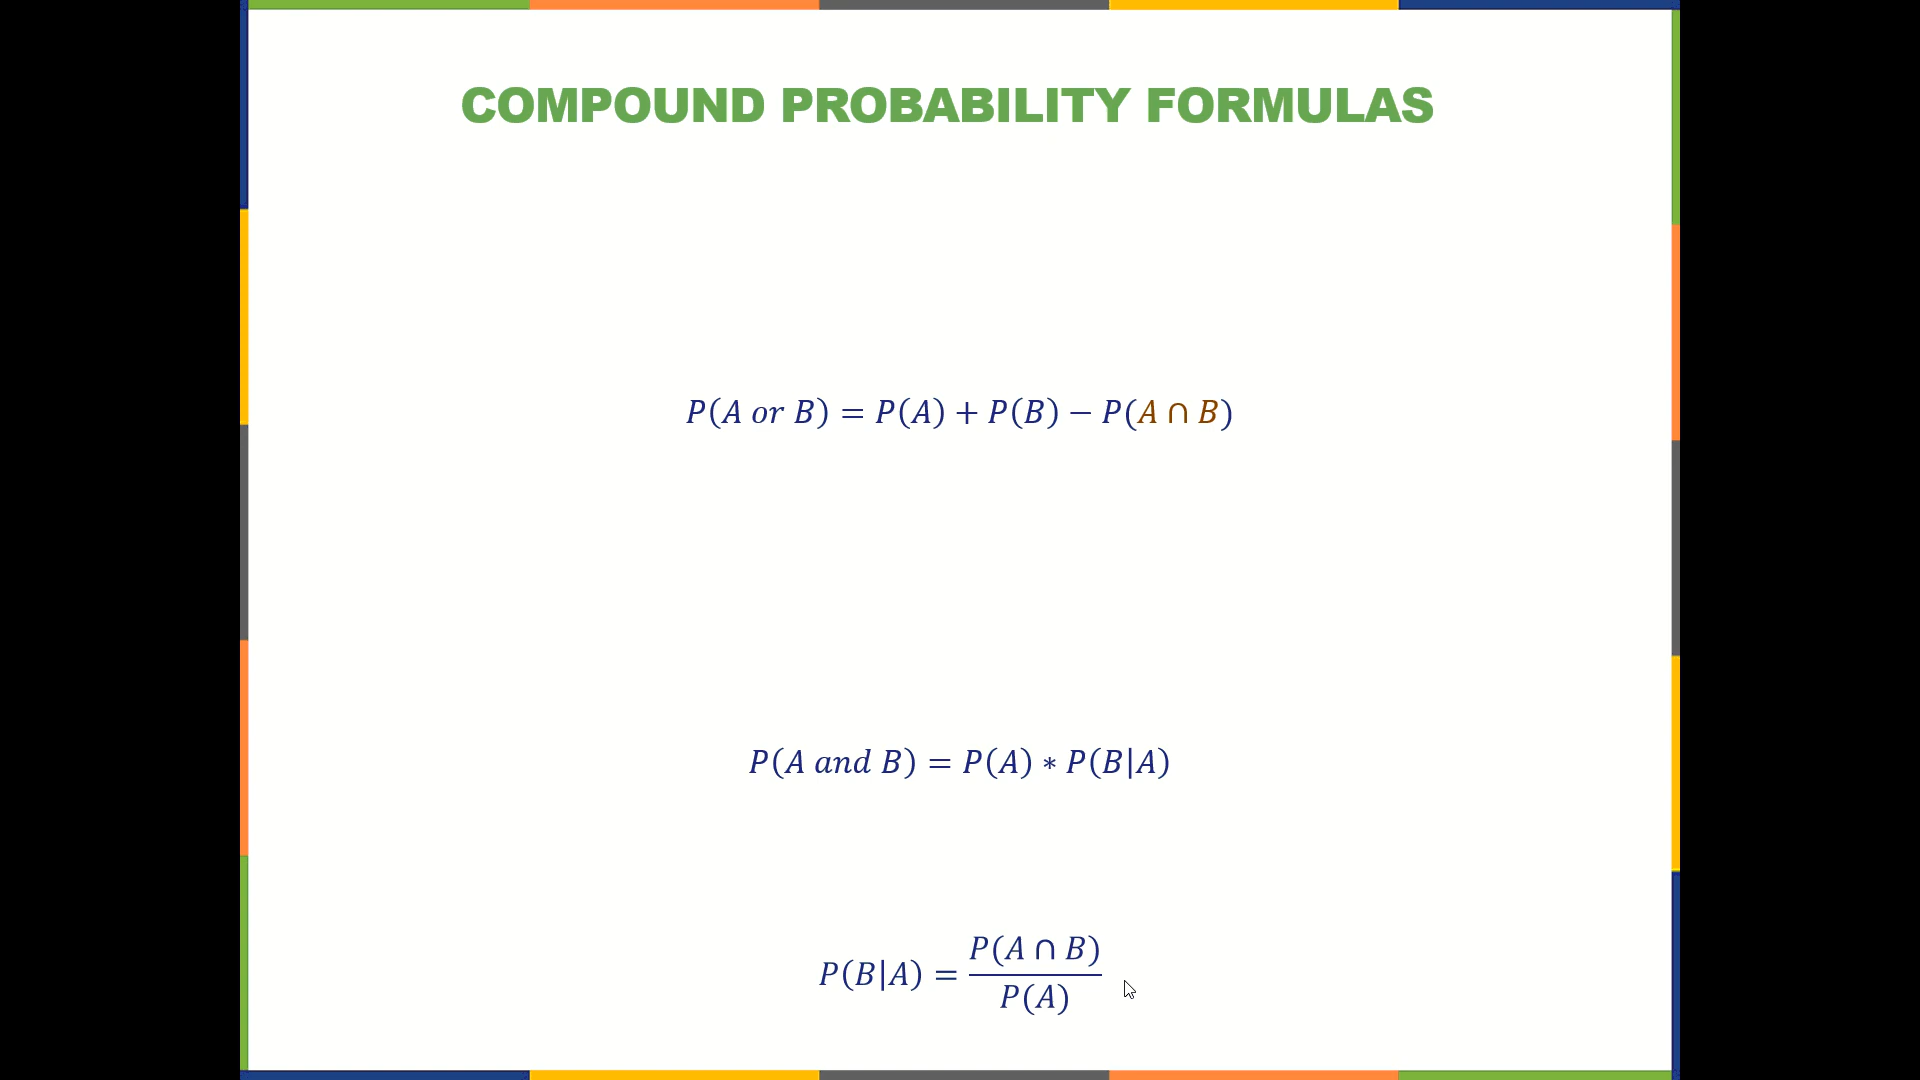 COMPOUND PROBABILITY FORMULAS
P(A or B) = P(A) + P(B) − P(A ∩ B)
P(A and B) = P(A) ∗ P(B|A)
P(B|A) = P(A ∩ B) / P(A)